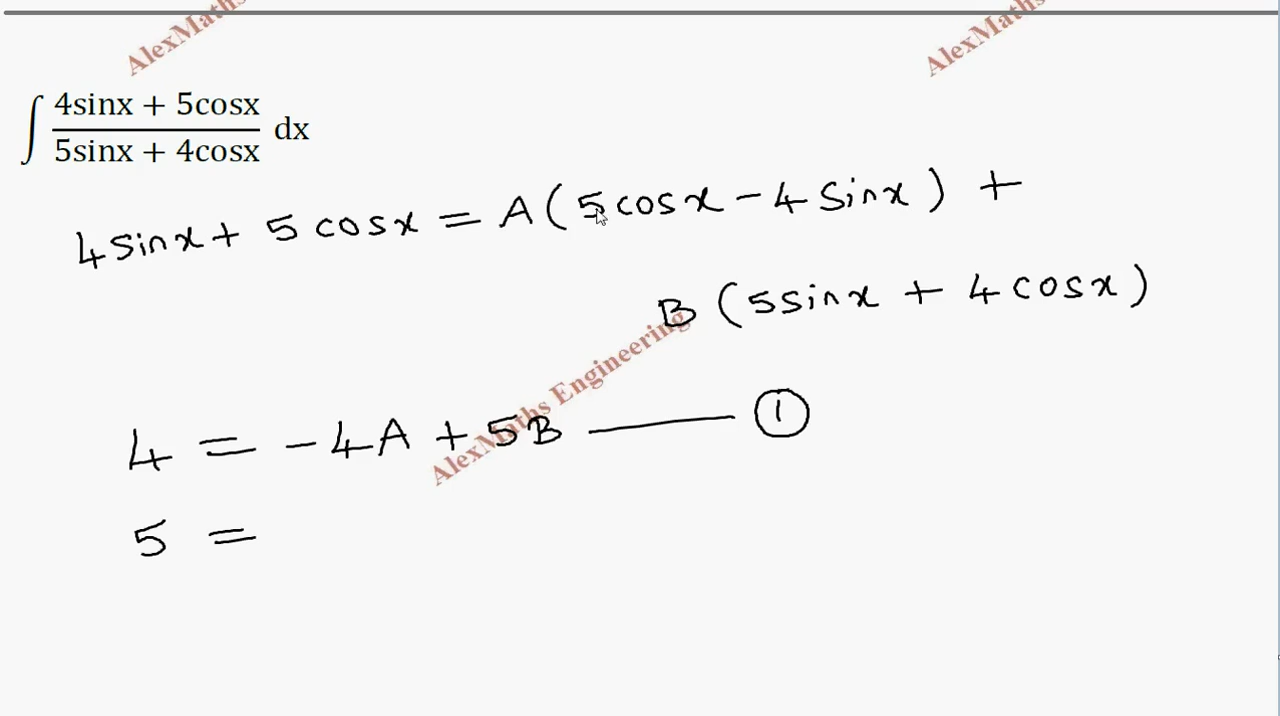 AlexMaths
AlexMaths
∫ (4sinx + 5cosx)/(5sinx + 4cosx) dx
4sinx + 5cosx = A(5cosx - 4sinx) +
B(5sinx + 4cosx)
AlexMaths Engineering
4 = -4A + 5B —— ①
5 =